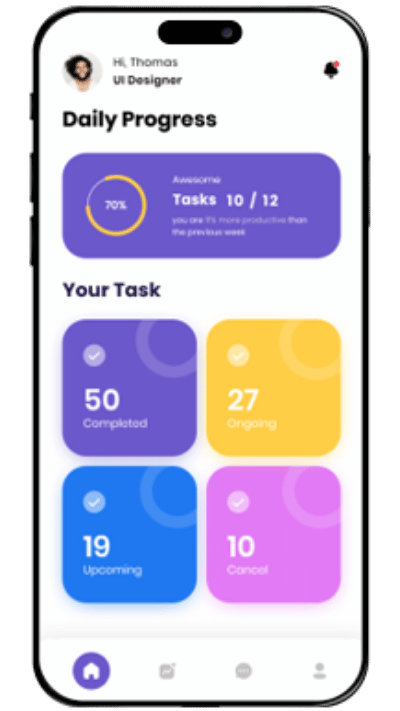 Hi, Thomas
UI Designer
Daily Progress
70%
Awesome
Tasks 10 / 12
you are 11% more productive than
the previous week
Your Task
50
Completed
27
Ongoing
19
Upcoming
10
Cancel